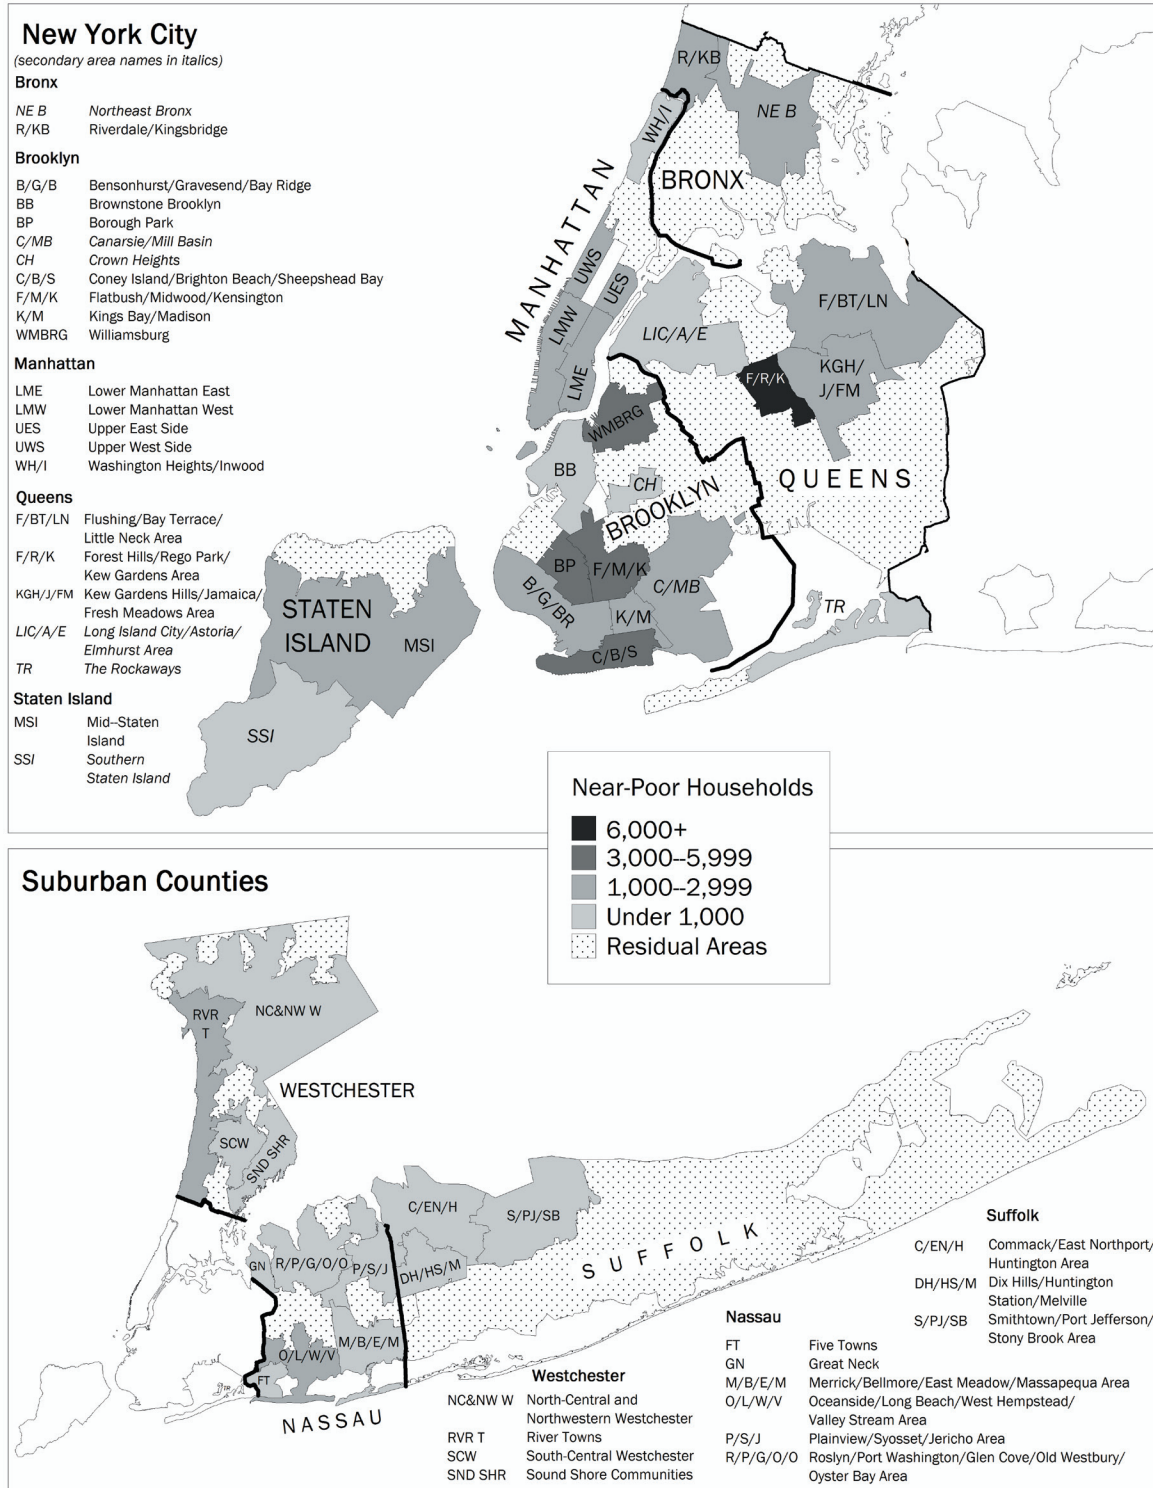 New York City
(secondary area names in italics)
Bronx
NE B Northeast Bronx
R/KB Riverdale/Kingsbridge
Brooklyn
B/G/B Bensonhurst/Gravesend/Bay Ridge
BB Brownstone Brooklyn
BP Borough Park
C/MB Canarsie/Mill Basin
CH Crown Heights
C/B/S Coney Island/Brighton Beach/Sheepshead Bay
F/M/K Flatbush/Midwood/Kensington
K/M Kings Bay/Madison
WMBRG Williamsburg
Manhattan
LME Lower Manhattan East
LMW Lower Manhattan West
UES Upper East Side
UWS Upper West Side
WH/I Washington Heights/Inwood
Queens
F/BT/LN Flushing/Bay Terrace/
Little Neck Area
F/R/K Forest Hills/Rego Park/
Kew Gardens Area
KGH/J/FM Kew Gardens Hills/Jamaica/
Fresh Meadows Area
LIC/A/E Long Island City/Astoria/
Elmhurst Area
TR The Rockaways
Staten Island
MSI Mid--Staten
Island
SSI Southern
Staten Island
R/KB
NE B
WH/I
BRONX
MANHATTAN
UWS
UES
LMW
LME
LIC/A/E
F/BT/LN
KGH/
J/FM
F/R/K
QUEENS
WMBRG
BB
CH
BROOKLYN
BP
F/M/K
C/MB
B/G/BR
K/M
C/B/S
TR
STATEN
ISLAND
MSI
SSI
Near-Poor Households
6,000+
3,000--5,999
1,000--2,999
Under 1,000
Residual Areas
Suburban Counties
RVR
T
NC&NW W
WESTCHESTER
SCW
SND SHR
C/EN/H
S/PJ/SB
GN
R/P/G/O/O
P/S/J
DH/HS/M
SUFFOLK
O/L/W/V
M/B/E/M
FT
TR
NASSAU
Westchester
NC&NW W North-Central and
Northwestern Westchester
RVR T River Towns
SCW South-Central Westchester
SND SHR Sound Shore Communities
Nassau
FT Five Towns
GN Great Neck
M/B/E/M Merrick/Bellmore/East Meadow/Massapequa Area
O/L/W/V Oceanside/Long Beach/West Hempstead/
Valley Stream Area
P/S/J Plainview/Syosset/Jericho Area
R/P/G/O/O Roslyn/Port Washington/Glen Cove/Old Westbury/
Oyster Bay Area
Suffolk
C/EN/H Commack/East Northport/
Huntington Area
DH/HS/M Dix Hills/Huntington
Station/Melville
S/PJ/SB Smithtown/Port Jefferson/
Stony Brook Area